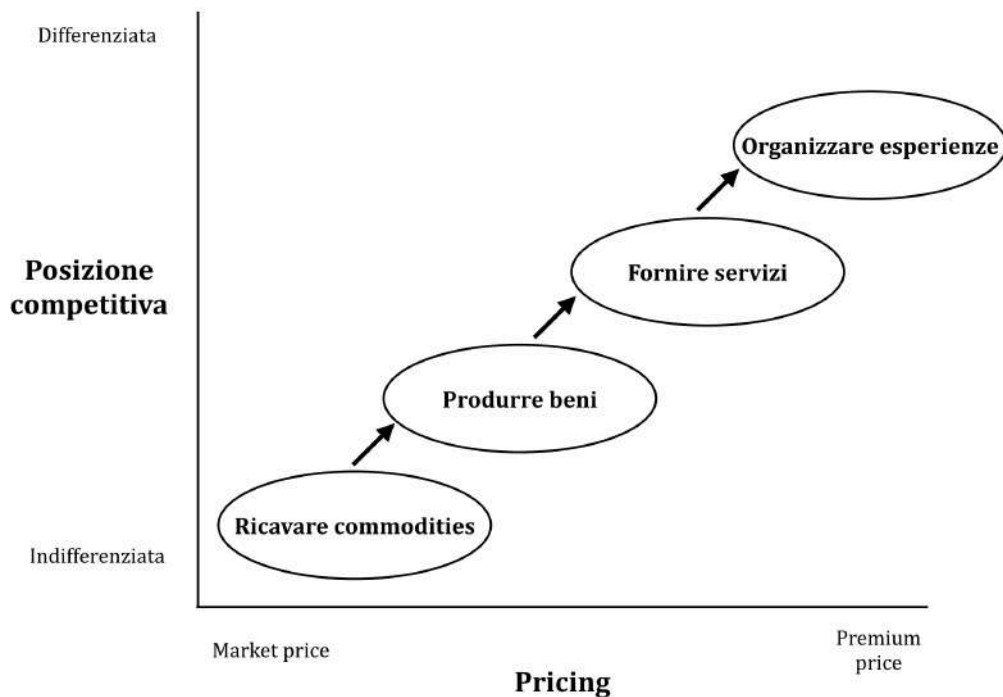 Differenziata
Organizzare esperienze
Posizione
competitiva
Fornire servizi
Produrre beni
Ricavare commodities
Indifferenziata
Market price
Premium
price
Pricing